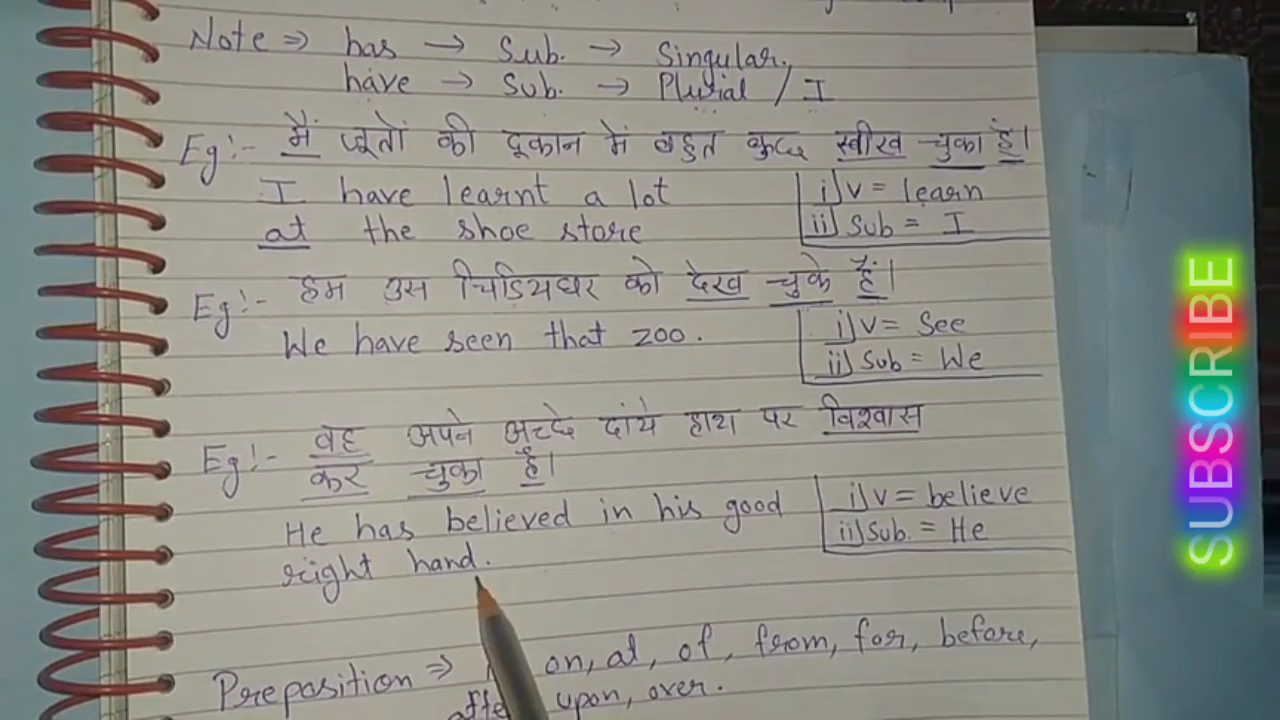 Note ⇒ has → Sub. → Singular.
have → Sub. → Plurial / I
Eg:- मैं जूतों की दूकान में बहुत कुछ सीख चुका हूँ।
I have learnt a lot
at the shoe store
i) V = learn
ii) Sub = I
Eg:- हम उस चिडियघर को देख चुके हैं।
We have seen that zoo.
i) V = See
ii) Sub = We
Eg:- वह अपने अच्छे दांये हाथ पर विश्वास
कर चुका है।
He has believed in his good
right hand.
i) V = believe
ii) Sub. = He
Preposition ⇒ on, at, of, from, for, before,
upon, over.
SUBSCRIBE